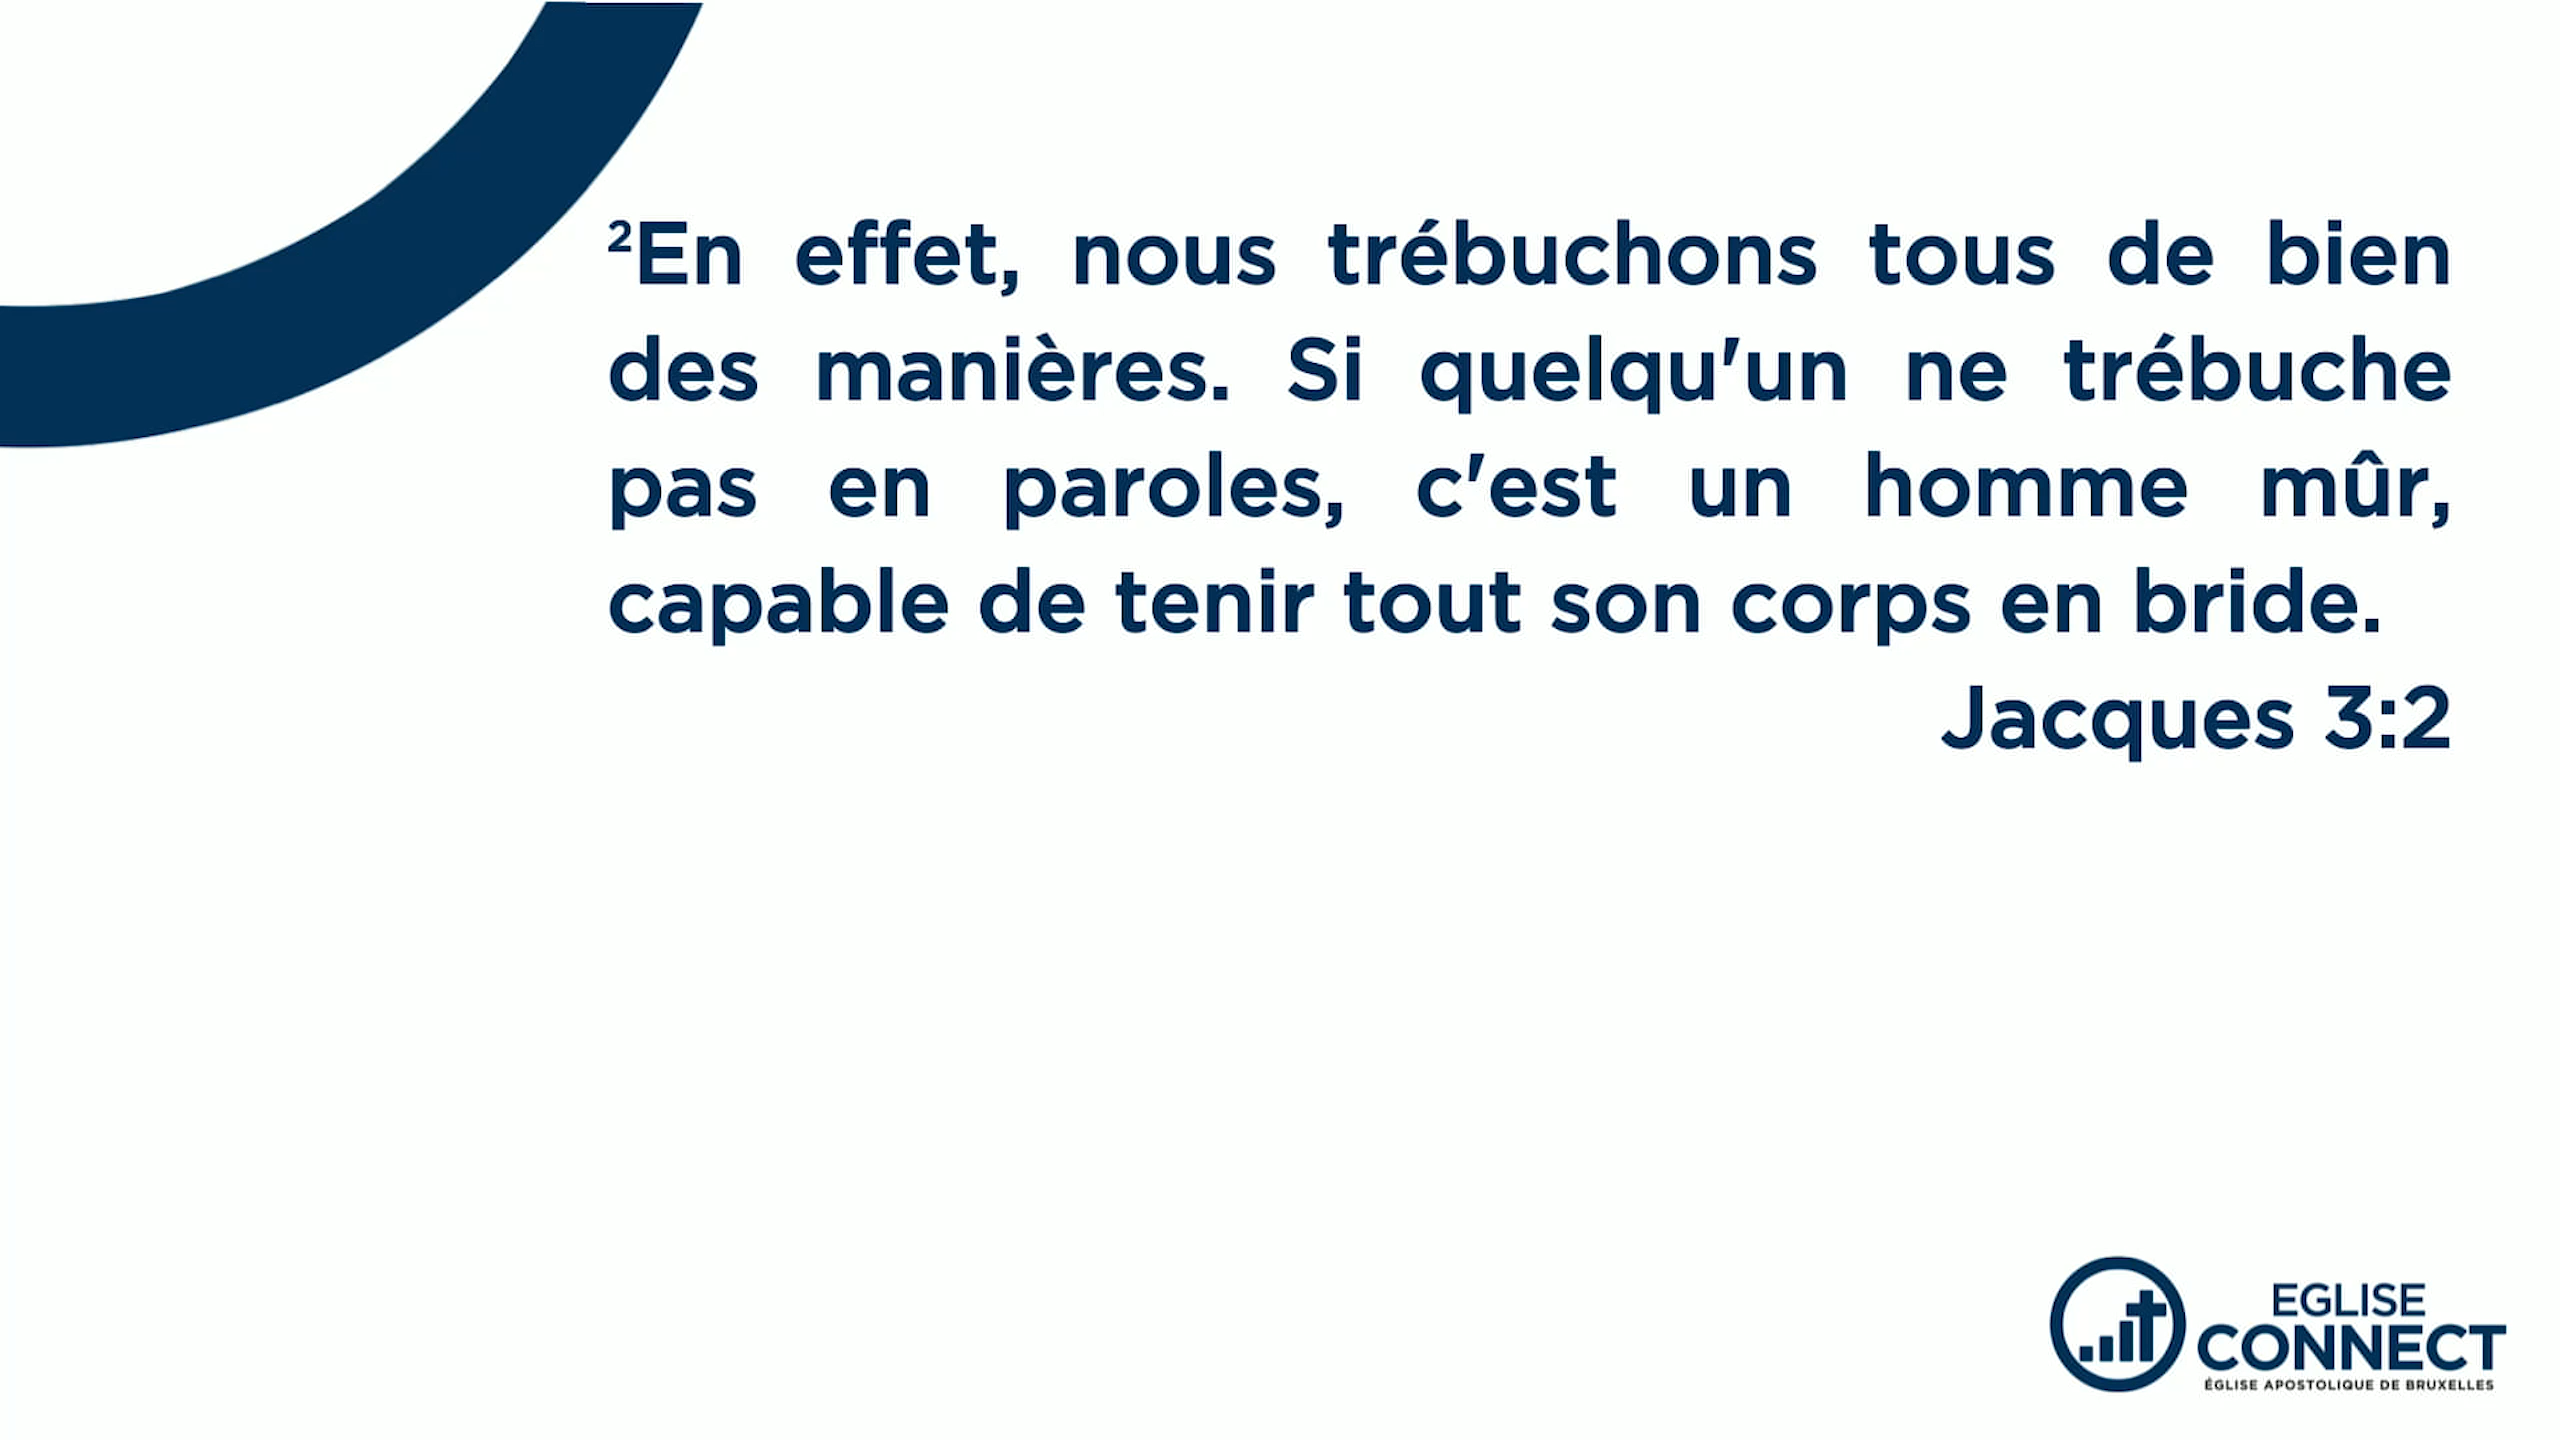 ²En effet, nous trébuchons tous de bien
des manières. Si quelqu'un ne trébuche
pas en paroles, c'est un homme mûr,
capable de tenir tout son corps en bride.
Jacques 3:2
EGLISE
CONNECT
ÉGLISE APOSTOLIQUE DE BRUXELLES